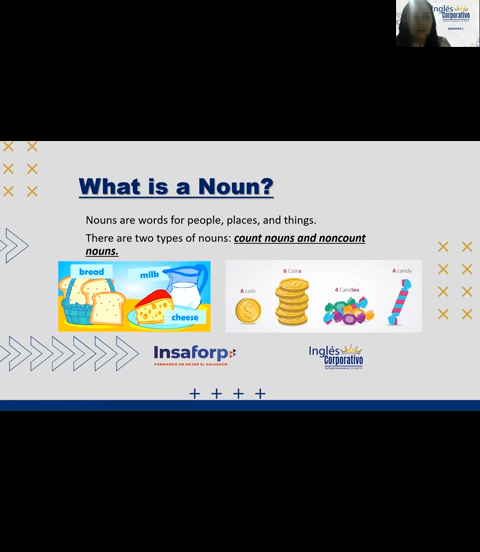 Inglés
Corporativo
What is a Noun?
Nouns are words for people, places, and things.
There are two types of nouns: count nouns and noncount
nouns.
bread
milk
cheese
A coin
6 Coins
4 Candies
A candy
Insaforp
FORMANDO UN MEJOR EL SALVADOR
Inglés
Corporativo